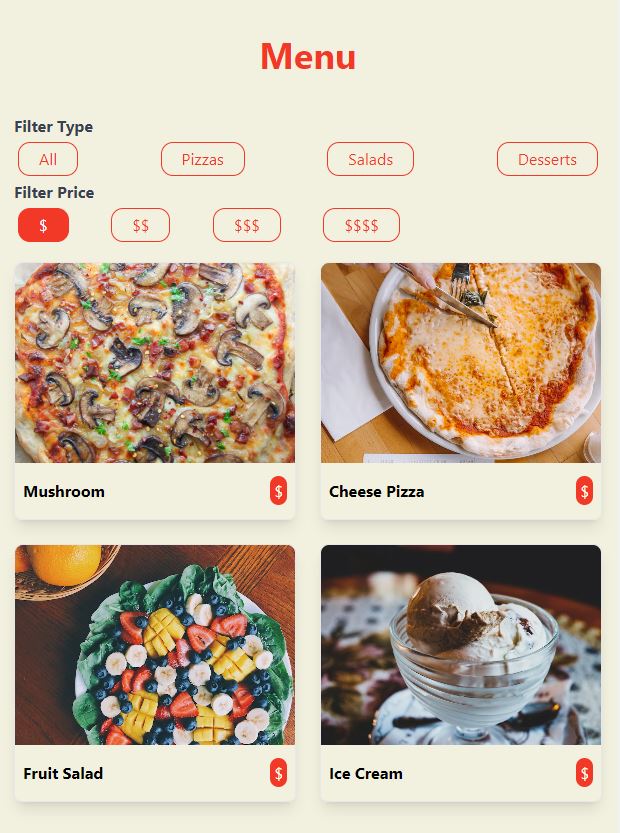 Menu
Filter Type
All Pizzas Salads Desserts
Filter Price
$ $$ $$$ $$$$
Mushroom $
Cheese Pizza $
Fruit Salad $
Ice Cream $